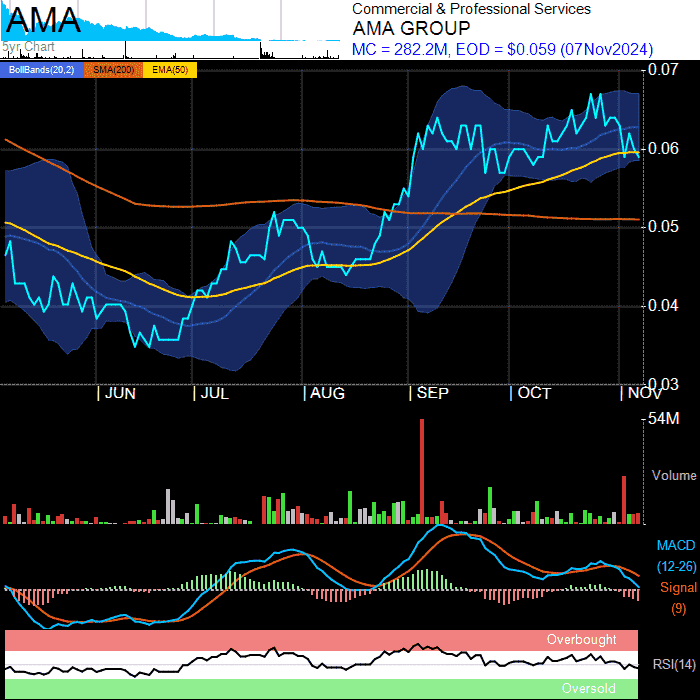 AMA
5yr Chart
Commercial & Professional Services
AMA GROUP
MC = 282.2M, EOD = $0.059 (07Nov2024)
BollBands(20,2) SMA(200) EMA(50)
0.07
0.06
0.05
0.04
0.03
JUN JUL AUG SEP OCT NOV
54M
Volume
MACD
(12-26)
Signal
(9)
Overbought
RSI(14)
Oversold